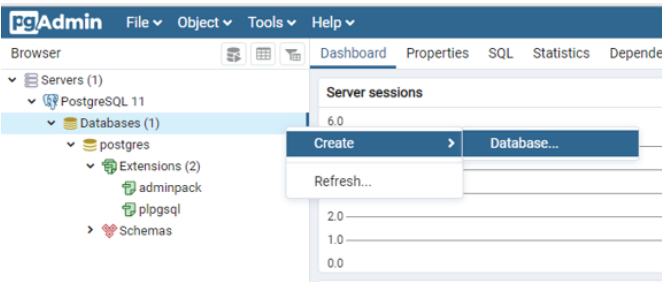 pgAdmin File Object Tools Help
Browser Dashboard Properties SQL Statistics Depende
Servers (1)
PostgreSQL 11
Databases (1)
postgres
Extensions (2)
adminpack
plpgsql
Schemas
Server sessions
6.0
Create Database...
Refresh...
2.0
1.0
0.0